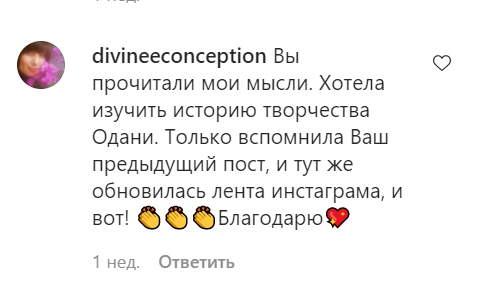 divineeconception Вы
прочитали мои мысли. Хотела
изучить историю творчества
Одани. Только вспомнила Ваш
предыдущий пост, и тут же
обновилась лента инстаграма, и
вот! 👏👏👏Благодарю💖
1 нед. Ответить